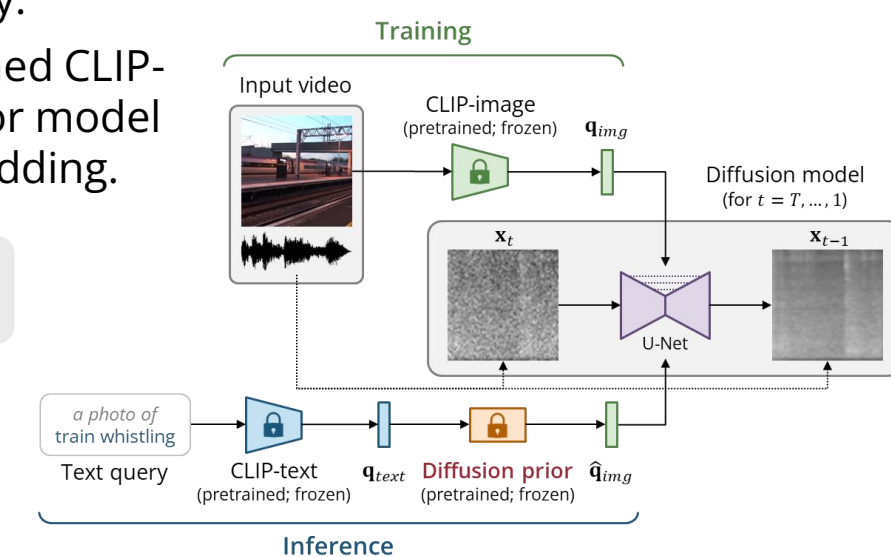 y.
ed CLIP-
or model
dding.
Training
Input video
CLIP-image
(pretrained; frozen)
q_img
Diffusion model
(for t = T, … , 1)
x_t
x_{t−1}
U-Net
a photo of
train whistling
Text query
CLIP-text
(pretrained; frozen)
q_text
Diffusion prior
(pretrained; frozen)
q̂_img
Inference